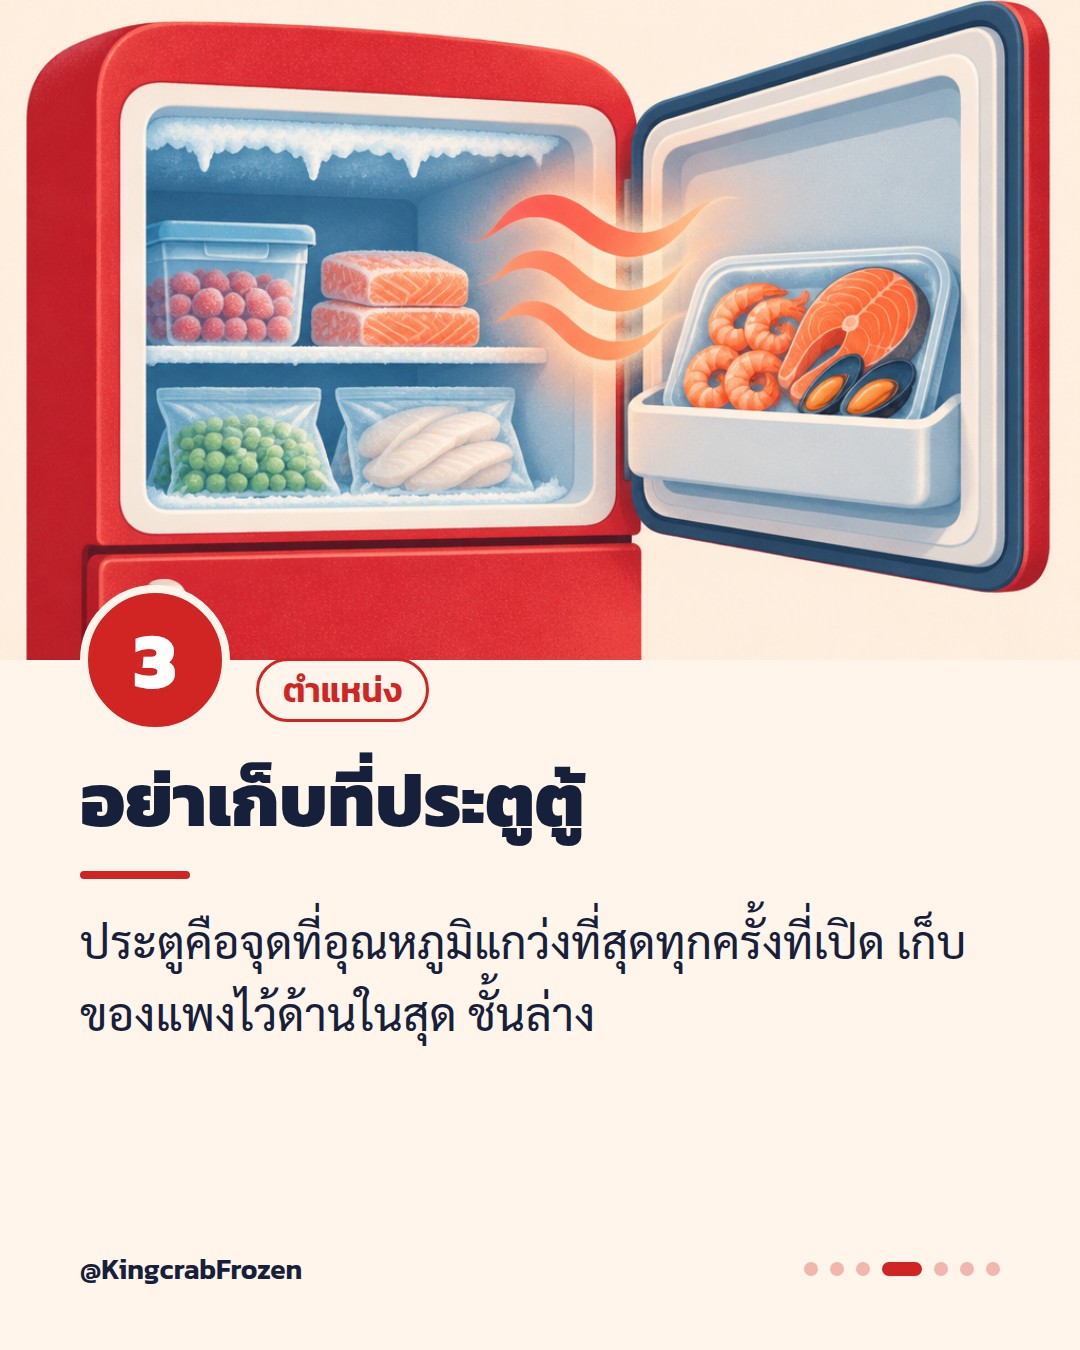 3
ตำแหน่ง
อย่าเก็บที่ประตูตู้
ประตูคือจุดที่อุณหภูมิแกว่งที่สุดทุกครั้งที่เปิด เก็บ
ของแพงไว้ด้านในสุด ชั้นล่าง
@KingcrabFrozen